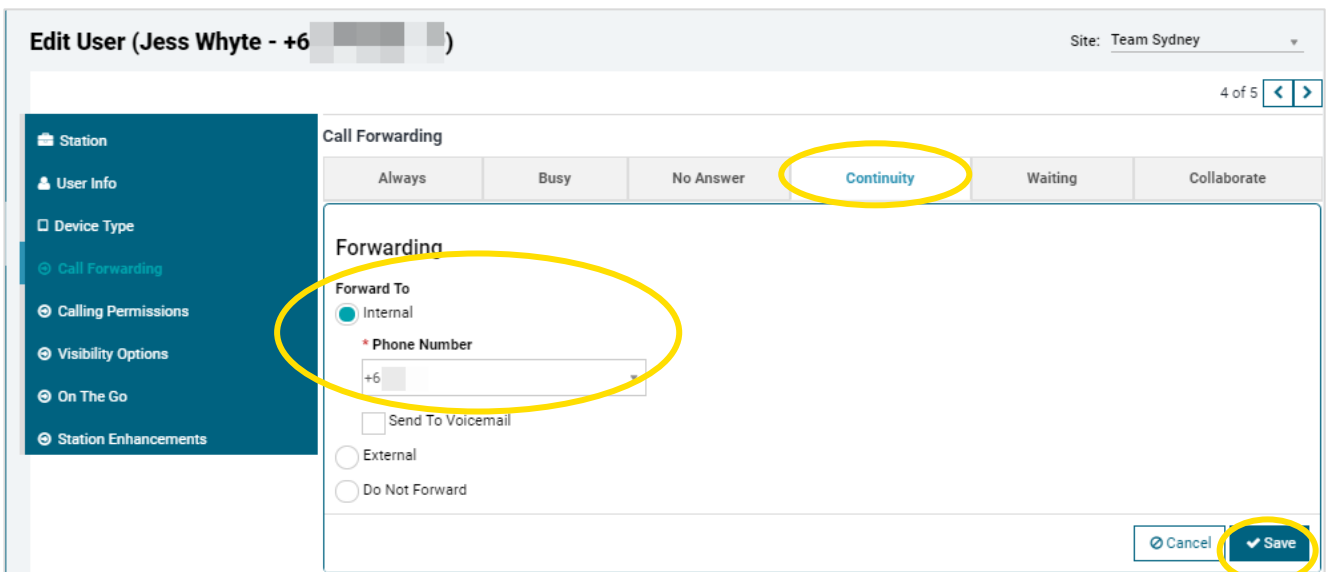 Edit User (Jess Whyte - +6 )
Site: Team Sydney
4 of 5
Station
User Info
Device Type
Call Forwarding
Calling Permissions
Visibility Options
On The Go
Station Enhancements
Call Forwarding
Always Busy No Answer Continuity Waiting Collaborate
Forwarding
Forward To
Internal
* Phone Number
+6
Send To Voicemail
External
Do Not Forward
Cancel Save